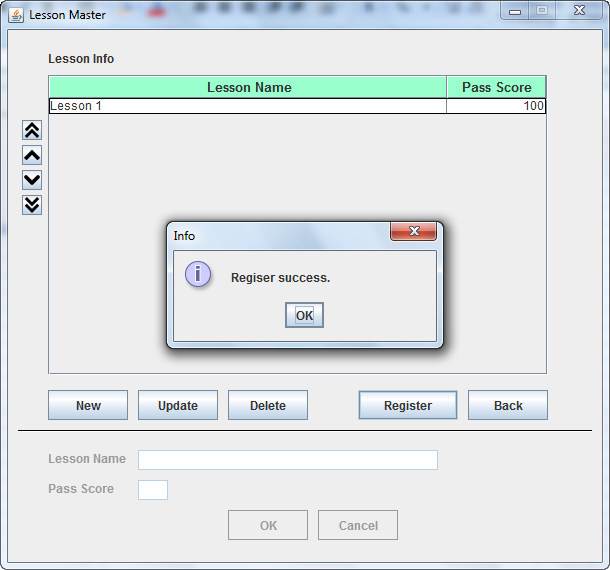 Lesson Master
Lesson Info
Lesson Name Pass Score
Lesson 1 100
Info
i
Regiser success.
OK
New Update Delete Register Back
Lesson Name
Pass Score
OK Cancel